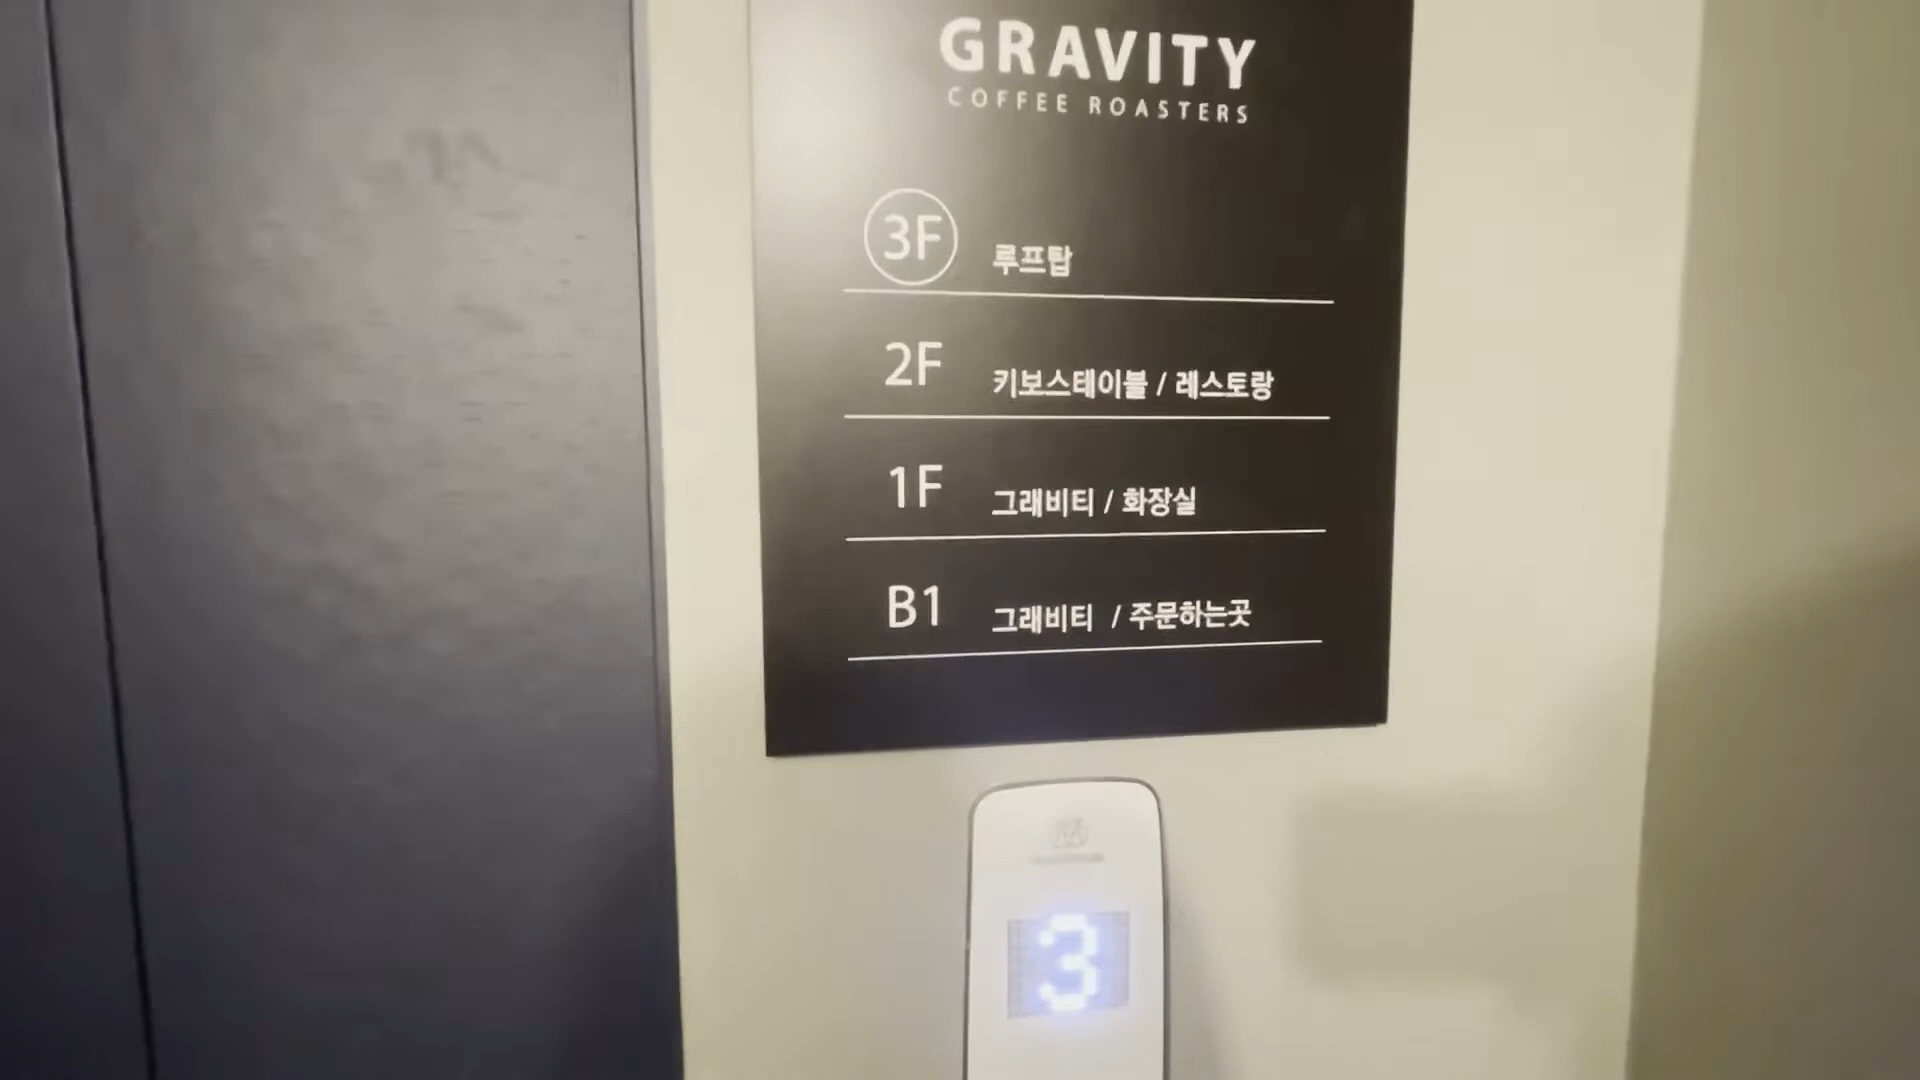 GRAVITY
COFFEE ROASTERS
3F 루프탑
2F 키보스테이블 / 레스토랑
1F 그래비티 / 화장실
B1 그래비티 / 주문하는곳
3